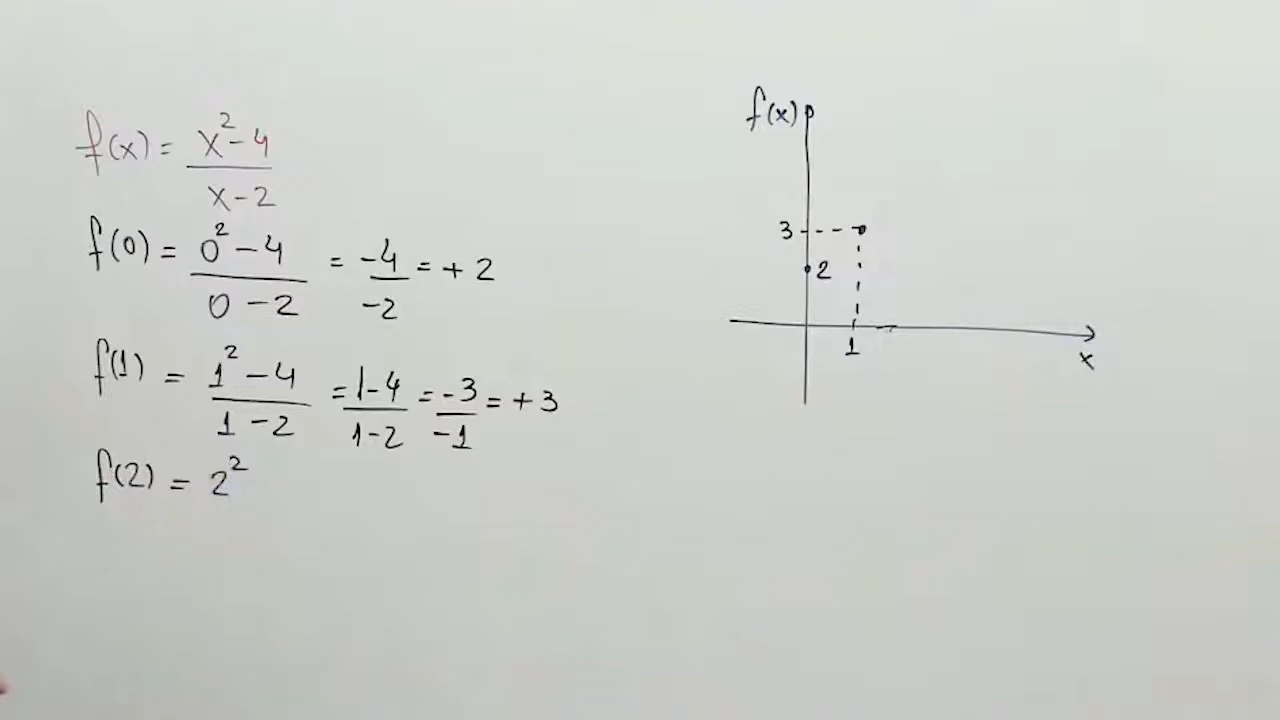 f(x) = x² - 4 / x - 2
f(0) = 0² - 4 / 0 - 2 = -4 / -2 = + 2
f(1) = 1² - 4 / 1 - 2 = 1 - 4 / 1 - 2 = -3 / -1 = + 3
f(2) = 2²
f(x)
3
2
1
x